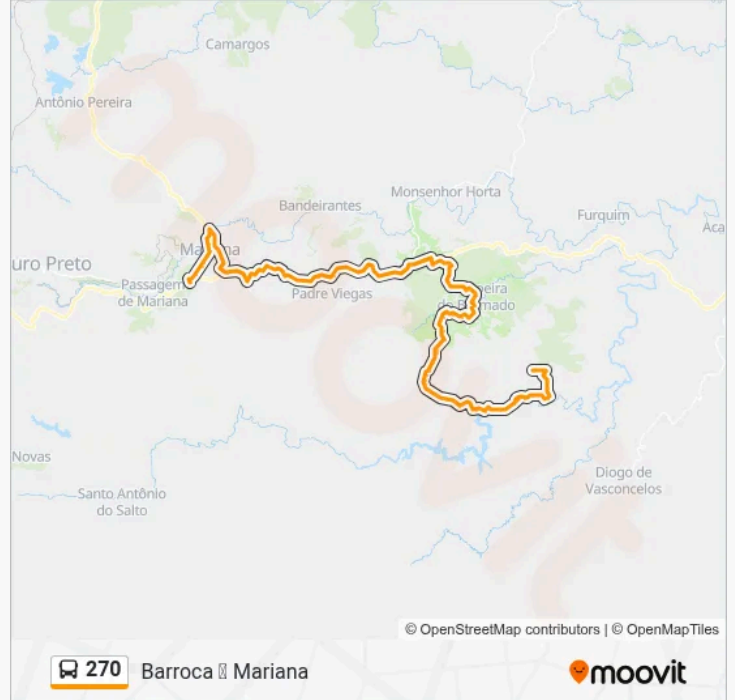 Camargos
Antônio Pereira
Monsenhor Horta
Bandeirantes
Furquim
Aca
uro Preto
Passagem
de Mariana
Padre Viegas
Novas
Santo Antônio
do Salto
Diogo de
Vasconcelos
© OpenStreetMap contributors | © OpenMapTiles
270 Barroca Mariana
moovit